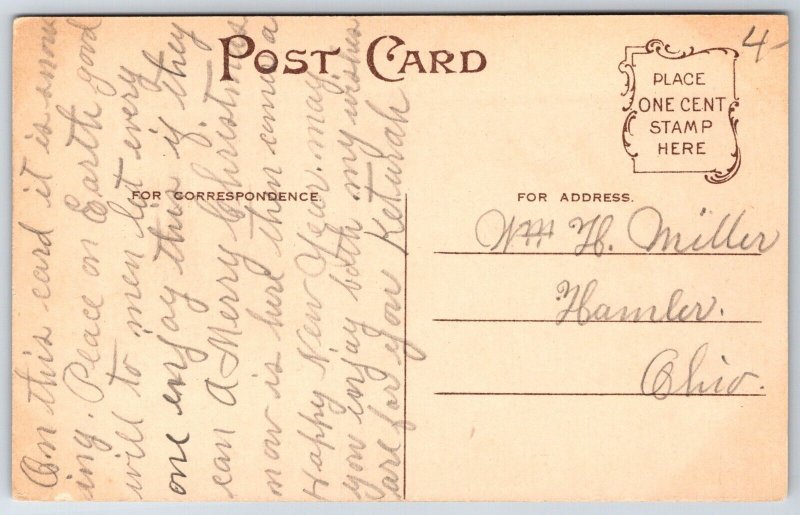 POST CARD
4-
PLACE
ONE CENT
STAMP
HERE
FOR CORRESPONDENCE.
FOR ADDRESS.
On this card it is snow
ing. Peace on Earth good
will to men let every
one enjoy this if they
can A Merry Christmas
now is here then comes a
Happy New Year. may
you enjoy both my wishes
are for you Keturah
Wm H. Miller
Hamler.
Ohio.